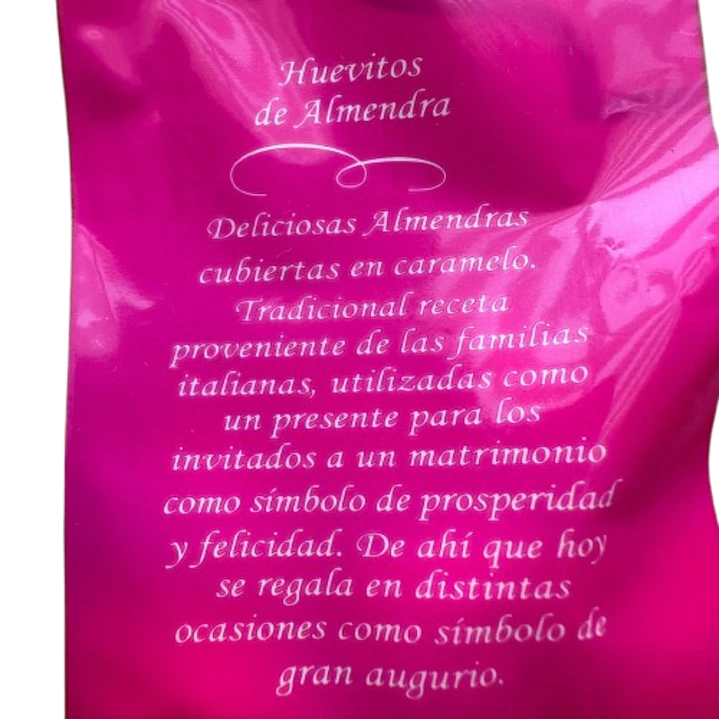 Huevitos
de Almendra
Deliciosas Almendras
cubiertas en caramelo.
Tradicional receta
proveniente de las familias
italianas, utilizadas como
un presente para los
invitados a un matrimonio
como símbolo de prosperidad
y felicidad. De ahí que hoy
se regala en distintas
ocasiones como símbolo de
gran augurio.